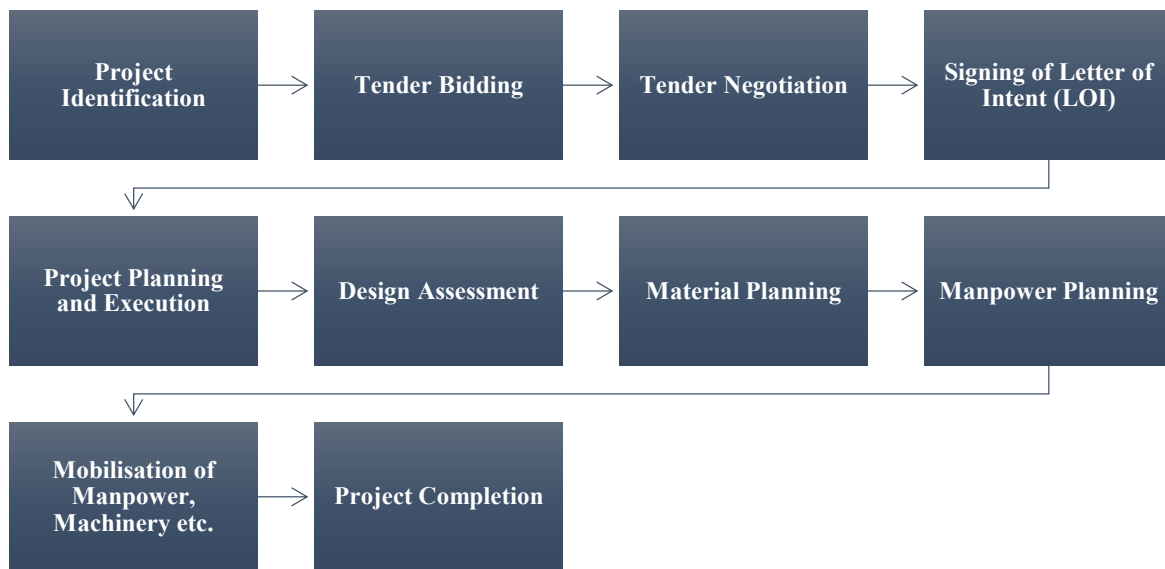 Project
Identification
Tender Bidding
Tender Negotiation
Signing of Letter of
Intent (LOI)
Project Planning
and Execution
Design Assessment
Material Planning
Manpower Planning
Mobilisation of
Manpower,
Machinery etc.
Project Completion